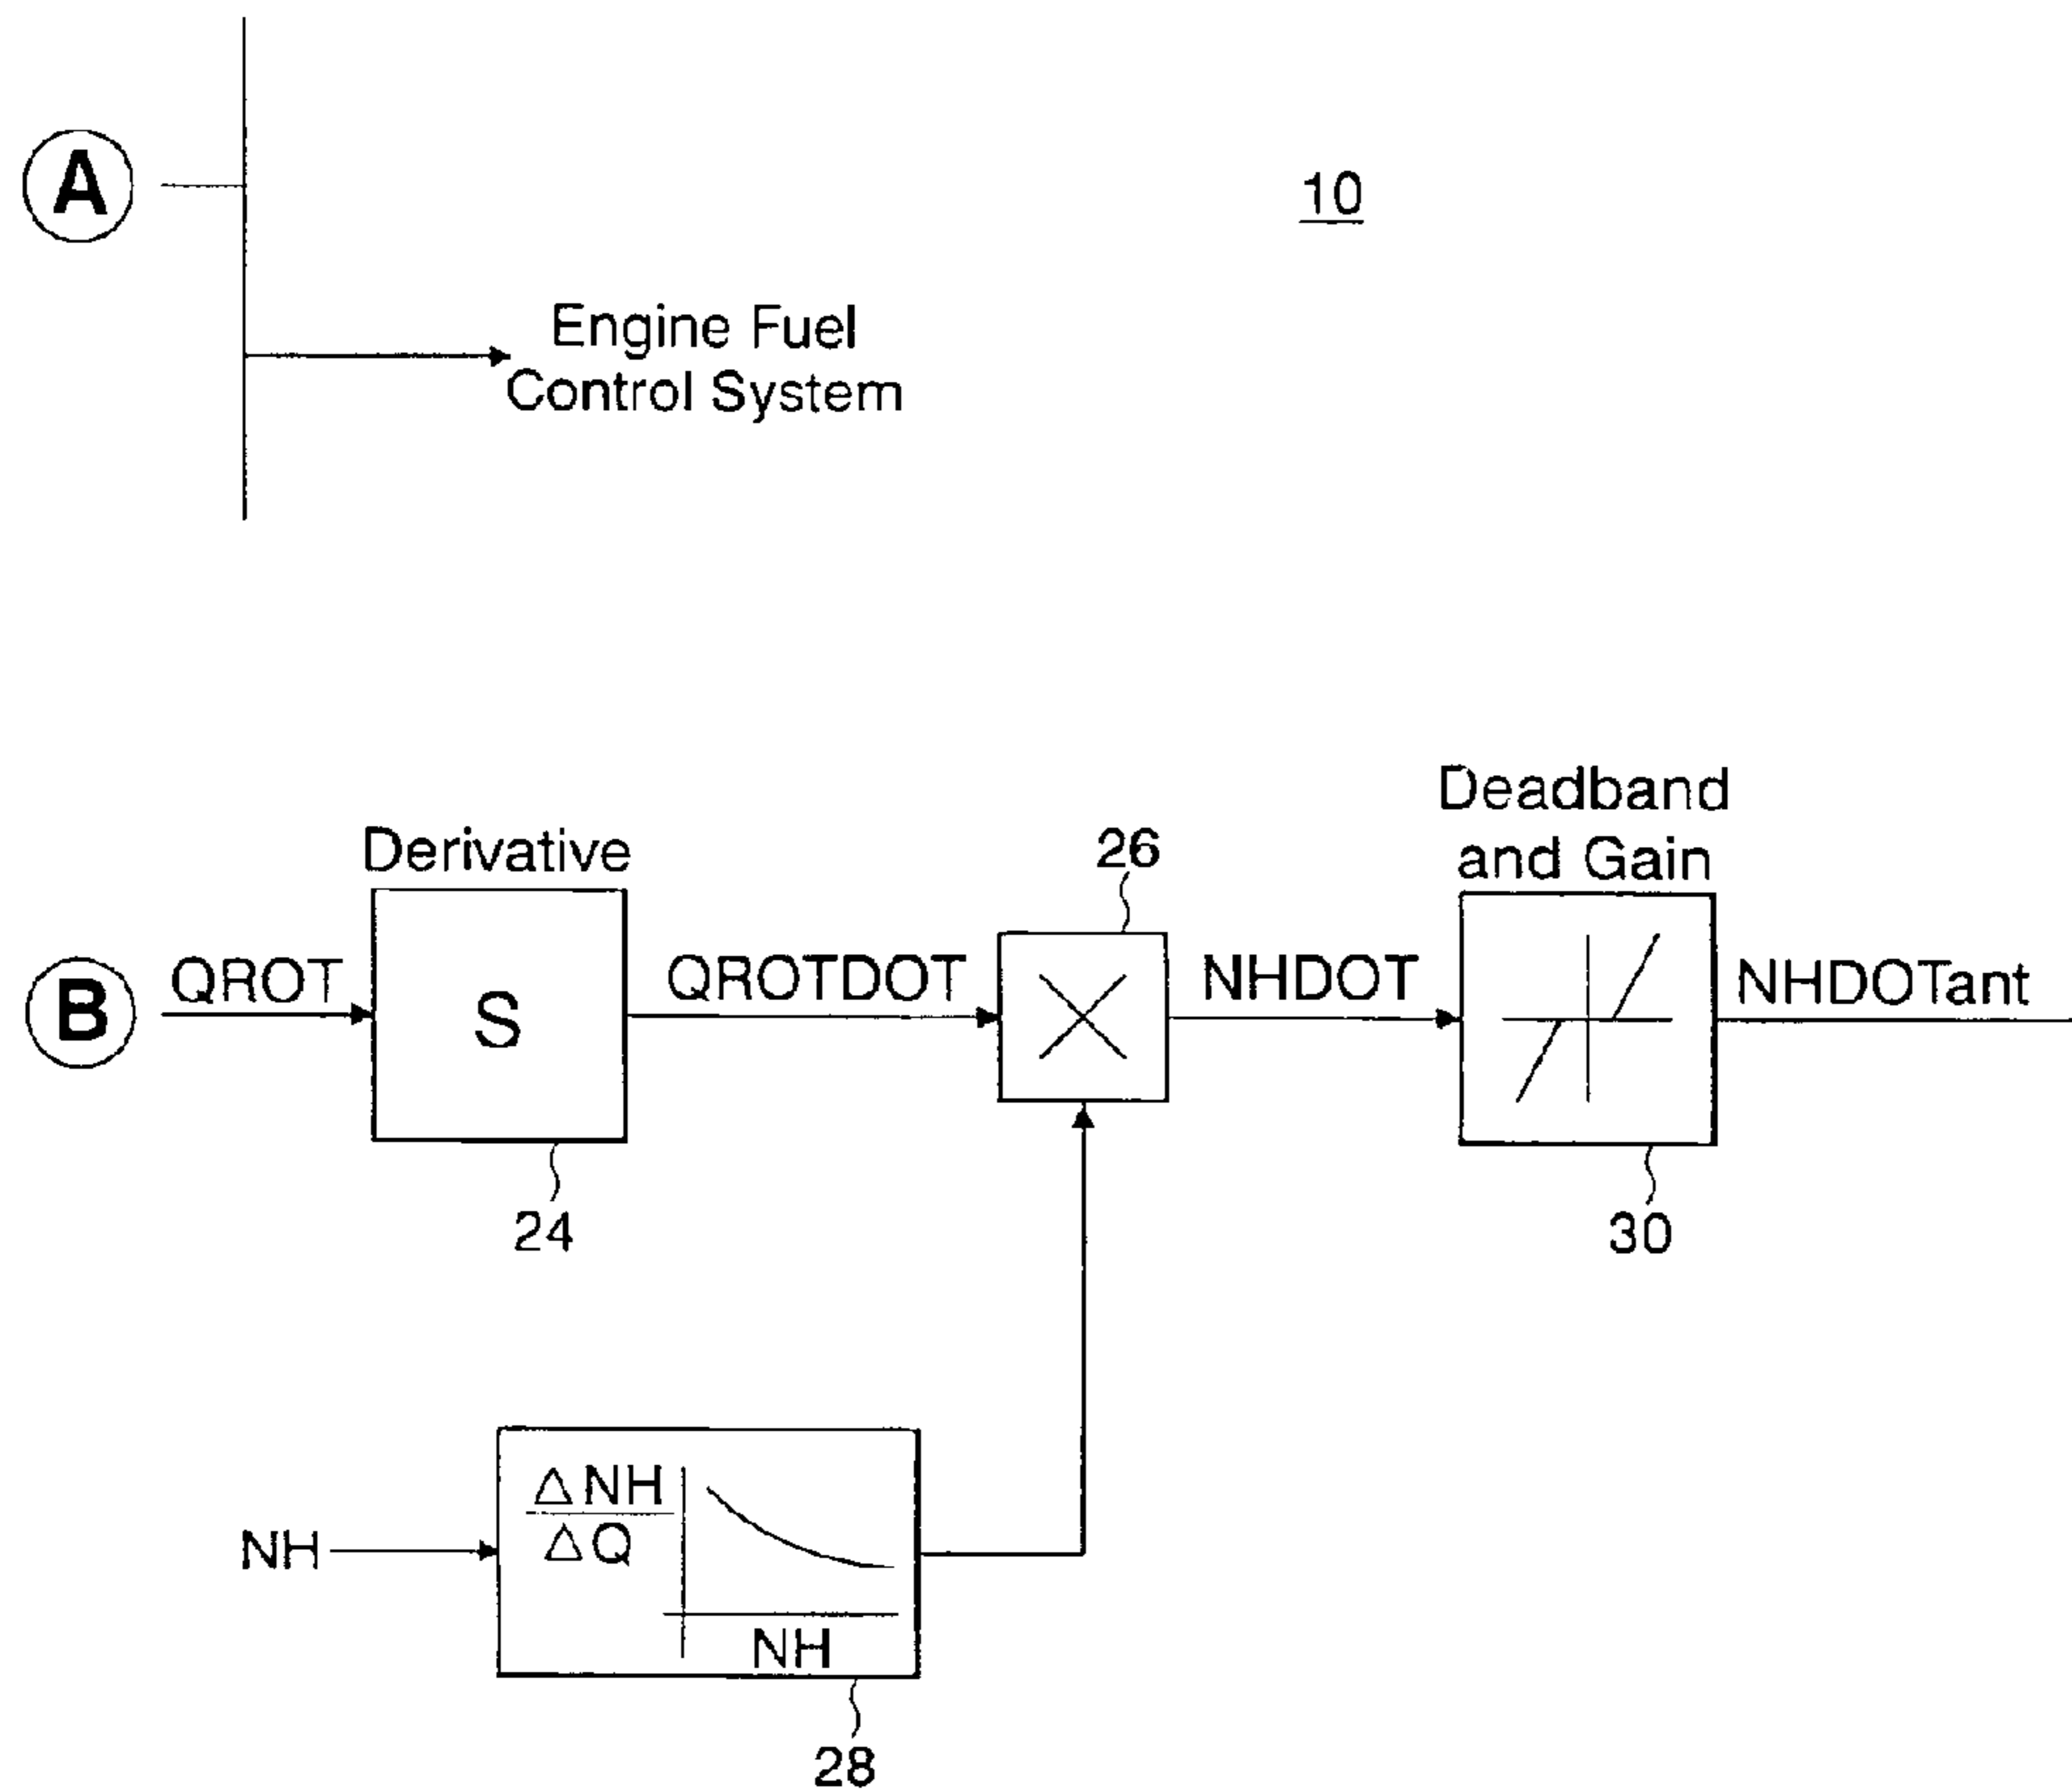 A
10
Engine Fuel
Control System
Deadband
and Gain
Derivative
26
B
QROT
S
QROTDOT
NHDOT
NHDOTant
24
30
NH
ΔNH
ΔQ
NH
28